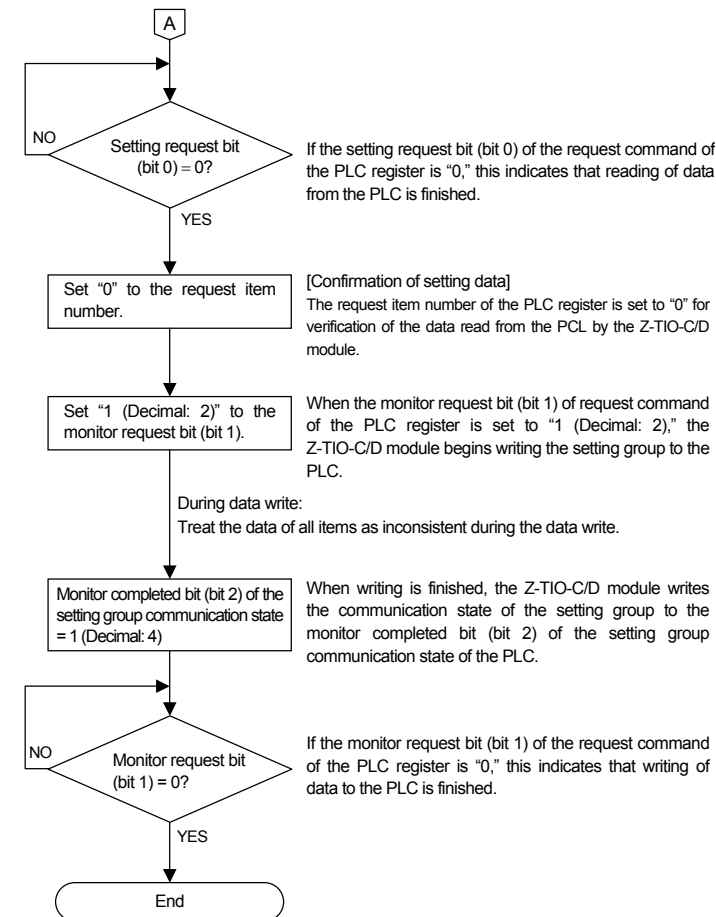 A
NO
Setting request bit
(bit 0) = 0?
If the setting request bit (bit 0) of the request command of
the PLC register is “0,” this indicates that reading of data
from the PLC is finished.
YES
Set “0” to the request item
number.
[Confirmation of setting data]
The request item number of the PLC register is set to “0” for
verification of the data read from the PCL by the Z-TIO-C/D
module.
Set “1 (Decimal: 2)” to the
monitor request bit (bit 1).
When the monitor request bit (bit 1) of request command
of the PLC register is set to “1 (Decimal: 2),” the
Z-TIO-C/D module begins writing the setting group to the
PLC.
During data write:
Treat the data of all items as inconsistent during the data write.
Monitor completed bit (bit 2) of the
setting group communication state
= 1 (Decimal: 4)
When writing is finished, the Z-TIO-C/D module writes
the communication state of the setting group to the
monitor completed bit (bit 2) of the setting group
communication state of the PLC.
NO
Monitor request bit
(bit 1) = 0?
If the monitor request bit (bit 1) of the request command
of the PLC register is “0,” this indicates that writing of
data to the PLC is finished.
YES
End